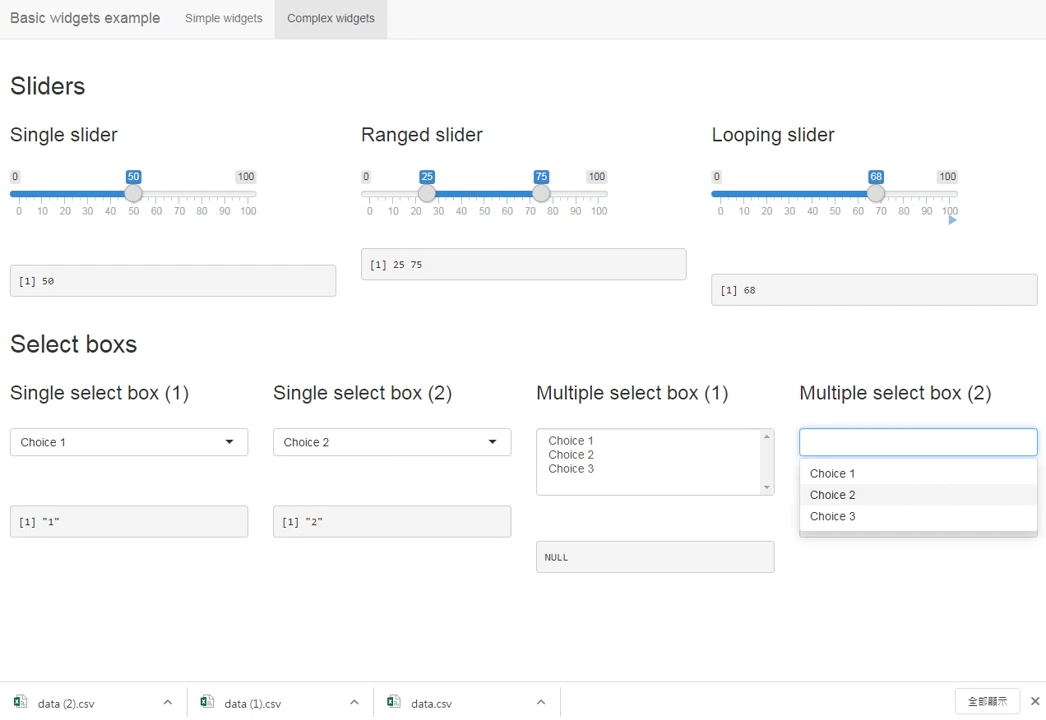 Basic widgets example Simple widgets Complex widgets
Sliders
Single slider Ranged slider Looping slider
0 50 100 0 25 75 100 0 68 100
0 10 20 30 40 50 60 70 80 90 100 0 10 20 30 40 50 60 70 80 90 100 0 10 20 30 40 50 60 70 80 90 100
[1] 50
[1] 25 75
[1] 68
Select boxs
Single select box (1) Single select box (2) Multiple select box (1) Multiple select box (2)
Choice 1
Choice 2
Choice 1
Choice 2
Choice 3
Choice 1
Choice 2
Choice 3
[1] "1"
[1] "2"
NULL
data (2).csv data (1).csv data.csv 全部顯示